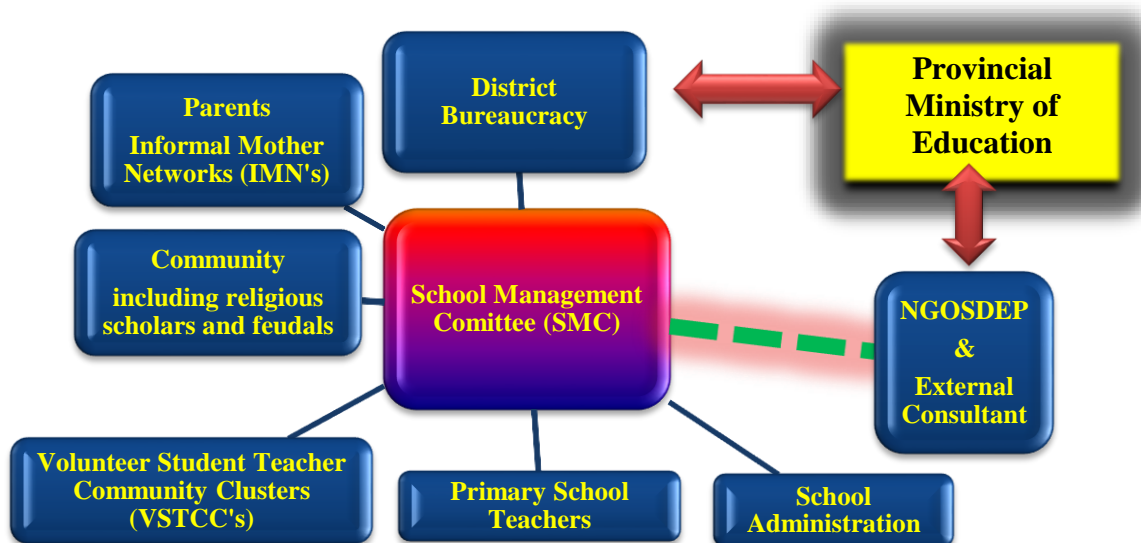 District
Bureaucracy
Provincial
Ministry of
Education
Parents
Informal Mother
Networks (IMN's)
Community
including religious
scholars and feudals
School Management
Comittee (SMC)
NGOSDEP
&
External
Consultant
Volunteer Student Teacher
Community Clusters
(VSTCC's)
Primary School
Teachers
School
Administration